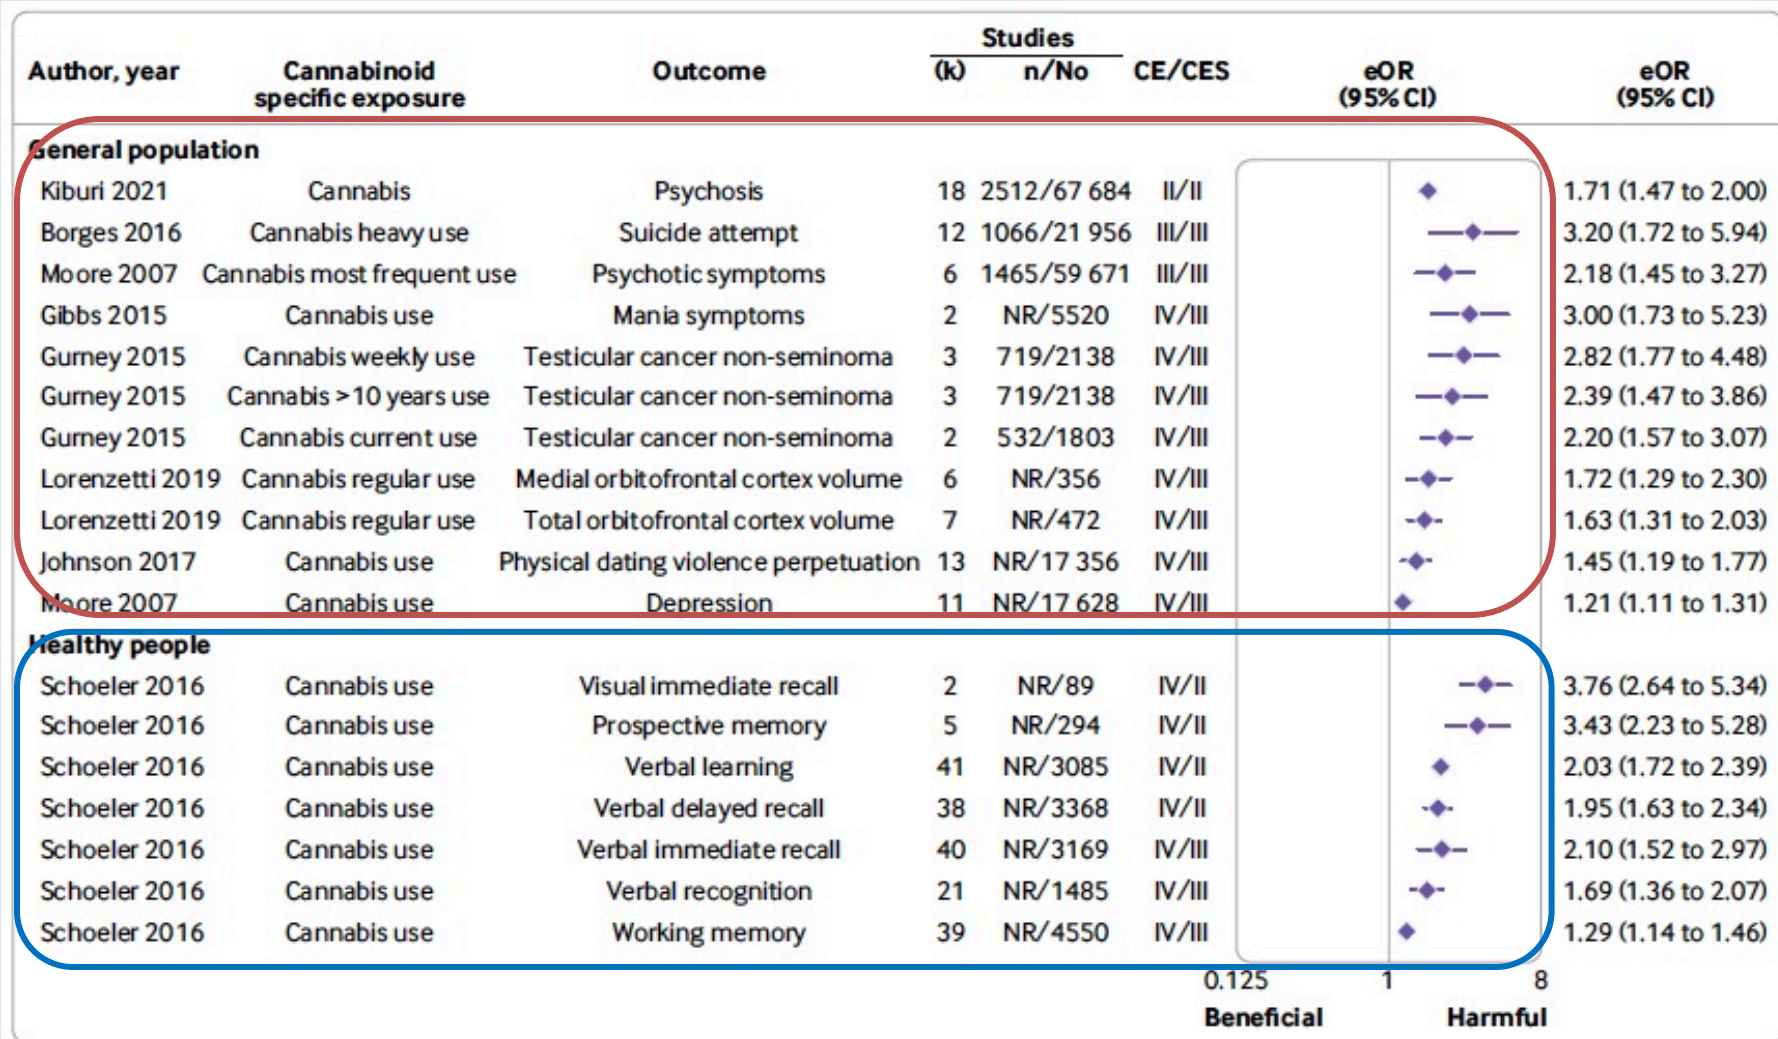 Studies
Author, year Cannabinoid specific exposure Outcome (k) n/No CE/CES eOR (95% CI) eOR (95% CI)
General population
Kiburi 2021 Cannabis Psychosis 18 2512/67 684 II/II 1.71 (1.47 to 2.00)
Borges 2016 Cannabis heavy use Suicide attempt 12 1066/21 956 III/III 3.20 (1.72 to 5.94)
Moore 2007 Cannabis most frequent use Psychotic symptoms 6 1465/59 671 III/III 2.18 (1.45 to 3.27)
Gibbs 2015 Cannabis use Mania symptoms 2 NR/5520 IV/III 3.00 (1.73 to 5.23)
Gurney 2015 Cannabis weekly use Testicular cancer non-seminoma 3 719/2138 IV/III 2.82 (1.77 to 4.48)
Gurney 2015 Cannabis >10 years use Testicular cancer non-seminoma 3 719/2138 IV/III 2.39 (1.47 to 3.86)
Gurney 2015 Cannabis current use Testicular cancer non-seminoma 2 532/1803 IV/III 2.20 (1.57 to 3.07)
Lorenzetti 2019 Cannabis regular use Medial orbitofrontal cortex volume 6 NR/356 IV/III 1.72 (1.29 to 2.30)
Lorenzetti 2019 Cannabis regular use Total orbitofrontal cortex volume 7 NR/472 IV/III 1.63 (1.31 to 2.03)
Johnson 2017 Cannabis use Physical dating violence perpetuation 13 NR/17 356 IV/III 1.45 (1.19 to 1.77)
Moore 2007 Cannabis use Depression 11 NR/17 628 IV/III 1.21 (1.11 to 1.31)
Healthy people
Schoeler 2016 Cannabis use Visual immediate recall 2 NR/89 IV/II 3.76 (2.64 to 5.34)
Schoeler 2016 Cannabis use Prospective memory 5 NR/294 IV/II 3.43 (2.23 to 5.28)
Schoeler 2016 Cannabis use Verbal learning 41 NR/3085 IV/II 2.03 (1.72 to 2.39)
Schoeler 2016 Cannabis use Verbal delayed recall 38 NR/3368 IV/II 1.95 (1.63 to 2.34)
Schoeler 2016 Cannabis use Verbal immediate recall 40 NR/3169 IV/III 2.10 (1.52 to 2.97)
Schoeler 2016 Cannabis use Verbal recognition 21 NR/1485 IV/III 1.69 (1.36 to 2.07)
Schoeler 2016 Cannabis use Working memory 39 NR/4550 IV/III 1.29 (1.14 to 1.46)
0.125 1 8
Beneficial Harmful